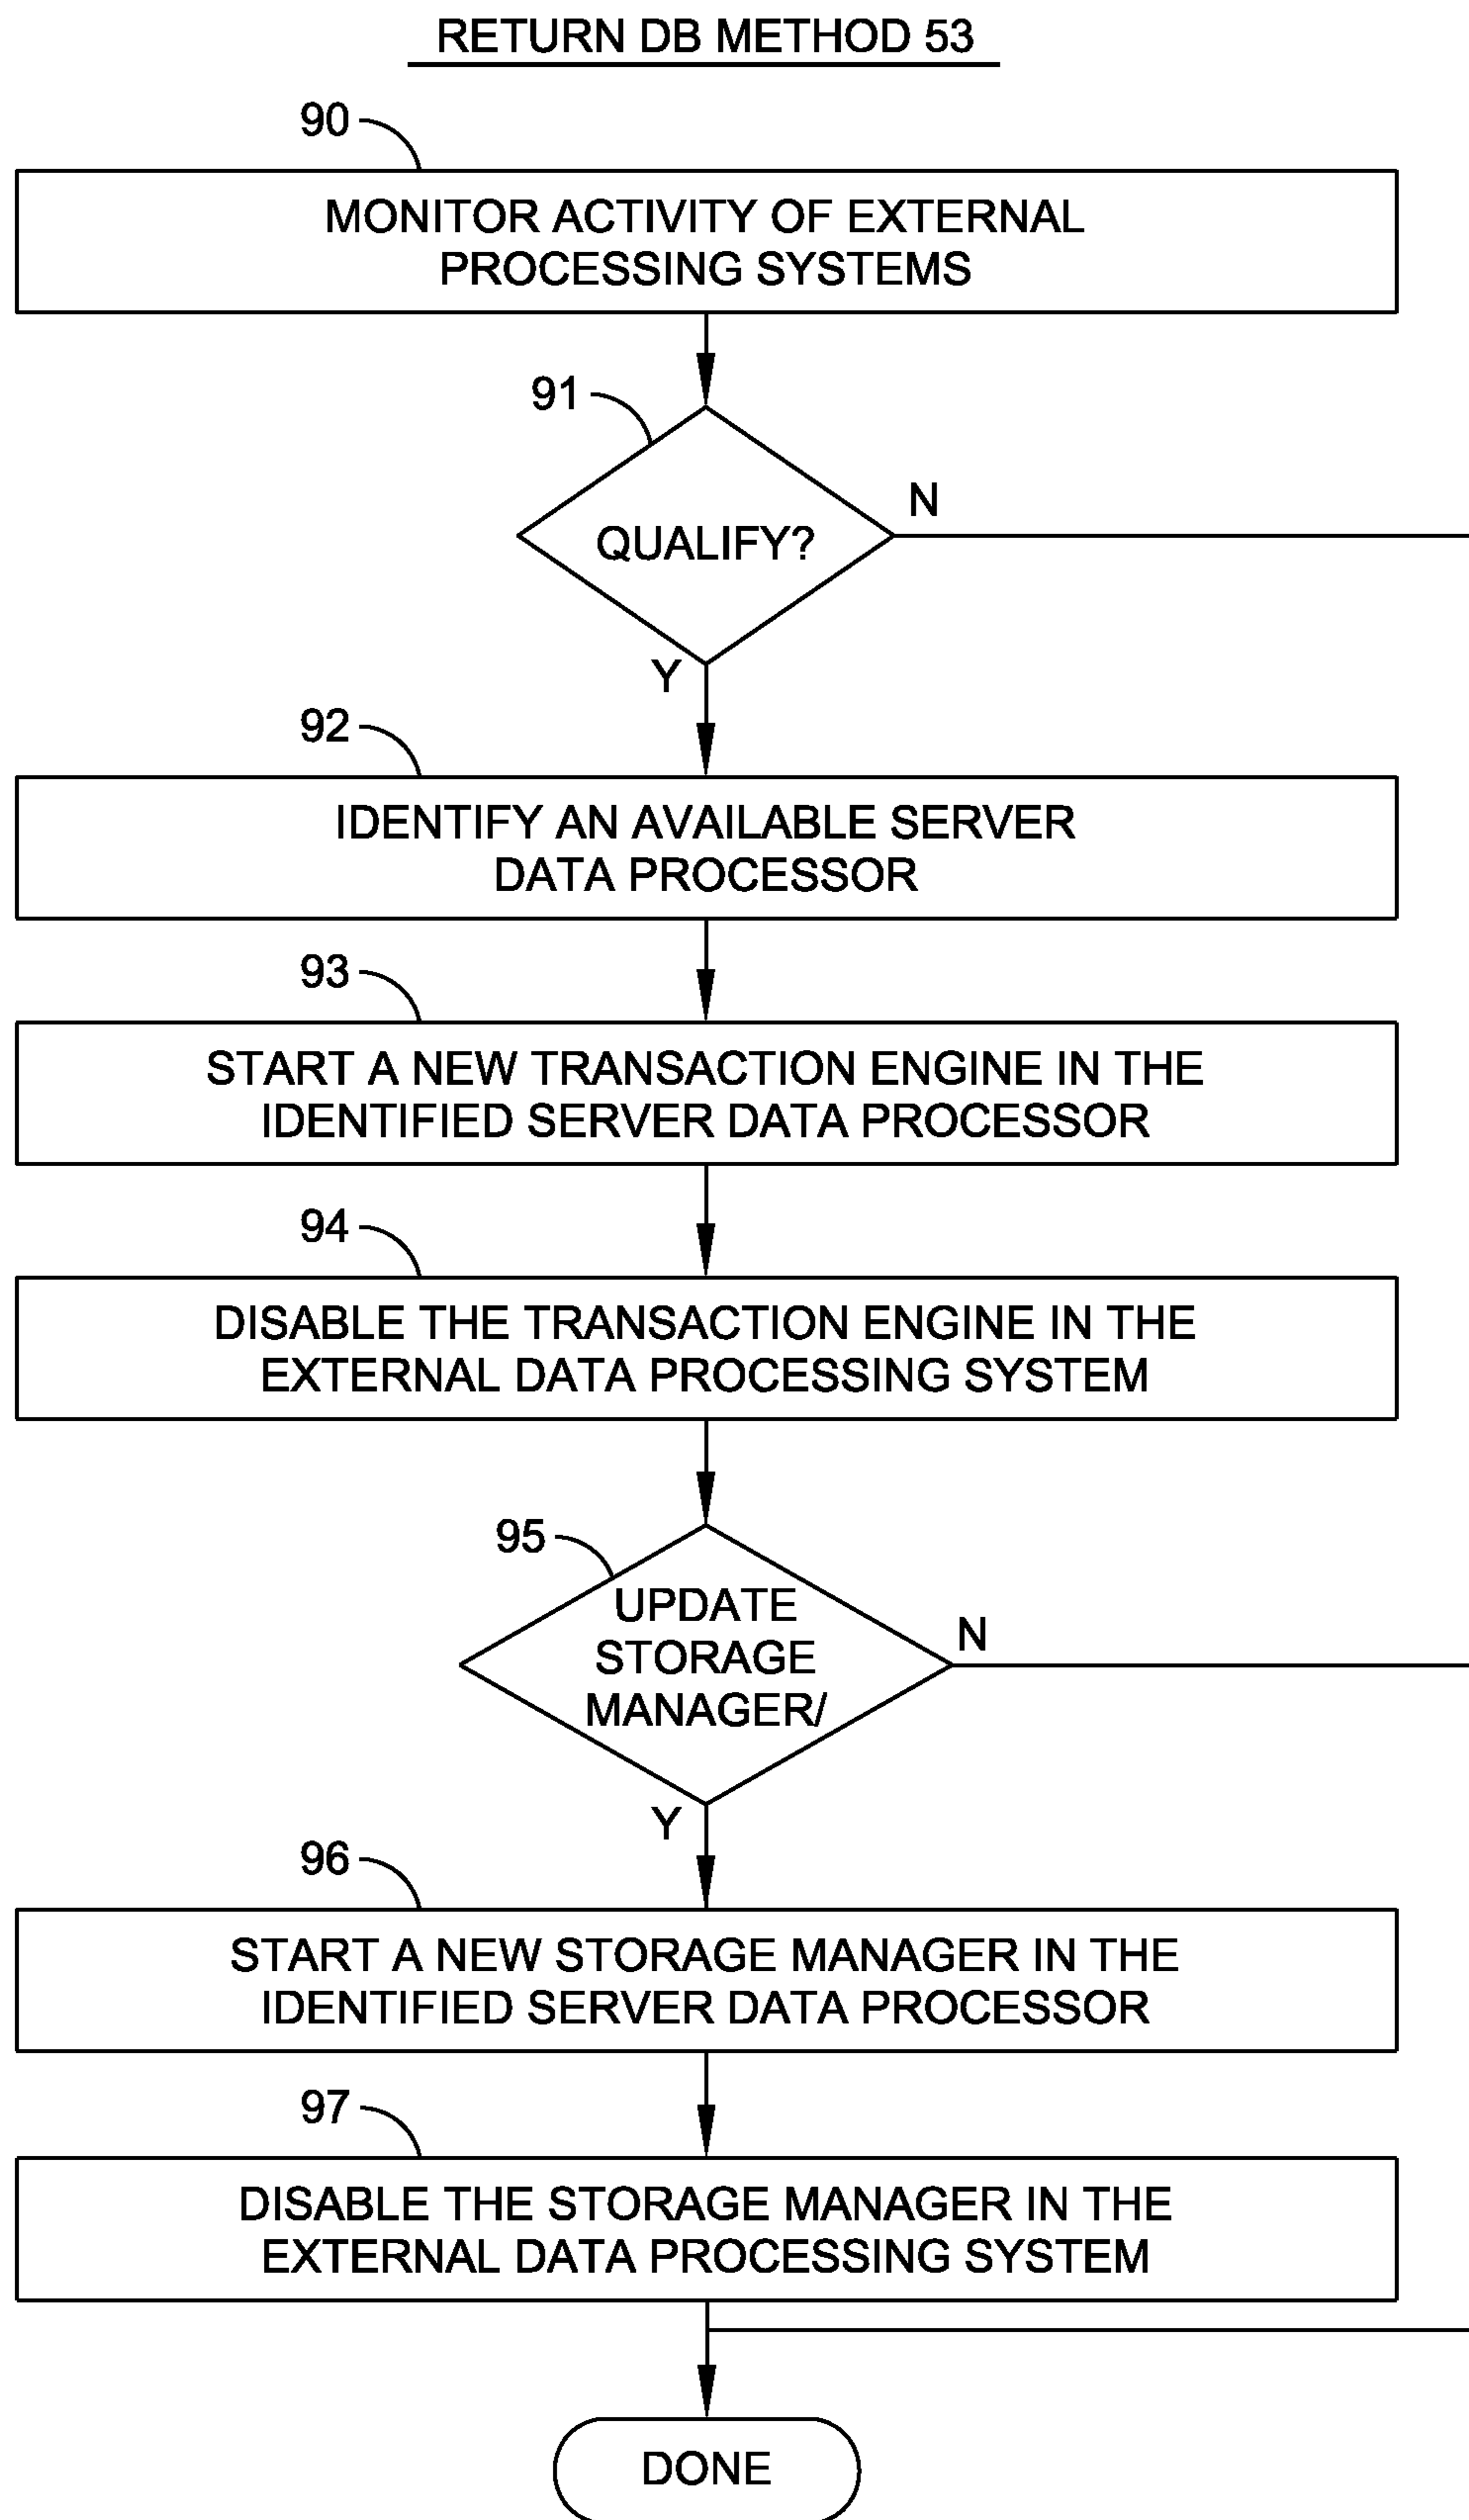 RETURN DB METHOD 53
90
MONITOR ACTIVITY OF EXTERNAL
PROCESSING SYSTEMS
91
N
QUALIFY?
Y
92
IDENTIFY AN AVAILABLE SERVER
DATA PROCESSOR
93
START A NEW TRANSACTION ENGINE IN THE
IDENTIFIED SERVER DATA PROCESSOR
94
DISABLE THE TRANSACTION ENGINE IN THE
EXTERNAL DATA PROCESSING SYSTEM
95
UPDATE
N
STORAGE
MANAGER/
Y
96
START A NEW STORAGE MANAGER IN THE
IDENTIFIED SERVER DATA PROCESSOR
97
DISABLE THE STORAGE MANAGER IN THE
EXTERNAL DATA PROCESSING SYSTEM
DONE